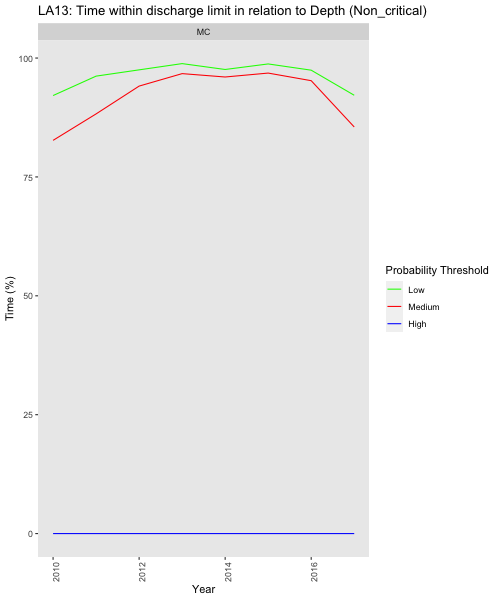 LA13: Time within discharge limit in relation to Depth (Non_critical)
MC
100
75
50
25
0
Time (%)
2010
2012
2014
2016
Year
Probability Threshold
Low
Medium
High